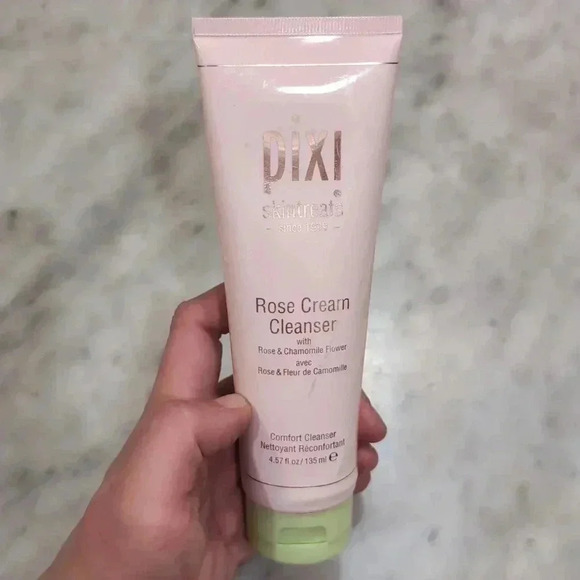 pixi
skintreats
Rose Cream
Cleanser
with
Rose & Chamomile Flower
avec
Rose & Fleur de Camomille
Comfort Cleanser
Nettoyant Réconfortant
4.57 fl oz/ 135 ml ℮